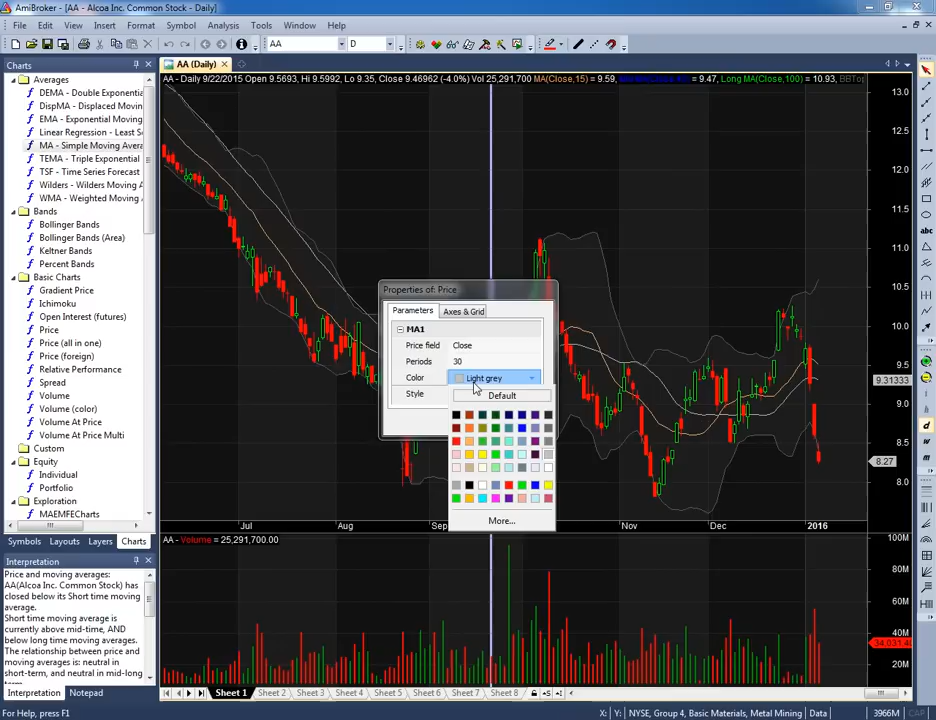 AmiBroker - [AA - Alcoa Inc. Common Stock - Daily]
File Edit View Insert Format Symbol Analysis Tools Window Help
AA D
Charts
Averages
DEMA - Double Exponentia
DispMA - Displaced Movin
EMA - Exponential Moving
Linear Regression - Least S
MA - Simple Moving Avera
TEMA - Triple Exponential
TSF - Time Series Forecast
Wilders - Wilders Moving A
WMA - Weighted Moving A
Bands
Bollinger Bands
Bollinger Bands (Area)
Keltner Bands
Percent Bands
Basic Charts
Gradient Price
Ichimoku
Open Interest (futures)
Price
Price (all in one)
Price (foreign)
Relative Performance
Spread
Volume
Volume (color)
Volume At Price
Volume At Price Multi
Custom
Equity
Individual
Portfolio
Exploration
MAEMFECharts
Symbols Layouts Layers Charts
Interpretation
Price and moving averages:
AA(Alcoa Inc. Common Stock) has
closed below its Short time moving
average.
Short time moving average is
currently above mid-time, AND
below long time moving averages.
The relationship between price and
moving averages is: neutral in
short-term, and neutral in mid-long
Interpretation Notepad
AA (Daily)
AA - Daily 9/22/2015 Open 9.5693, Hi 9.5992, Lo 9.35, Close 9.46962 (-4.0%) Vol 25,291,700 MA(Close,15) = 9.59, = 9.47, Long MA(Close,100) = 10.93, BBTop
13.0
12.5
12.0
11.5
11.0
10.5
10.0
9.5
9.31333
9.0
8.5
8.27
8.0
Properties of: Price
Parameters Axes & Grid
MA1
Price field Close
Periods 30
Color Light grey
Style
Default
More...
Jul Aug Sep Nov Dec 2016
AA - Volume = 25,291,700.00
100M
80M
60M
40M
20M
Sheet 1 Sheet 2 Sheet 3 Sheet 4 Sheet 5 Sheet 6 Sheet 7 Sheet 8
For Help, press F1
X: Y: NYSE, Group 4, Basic Materials, Metal Mining 3966M CAP